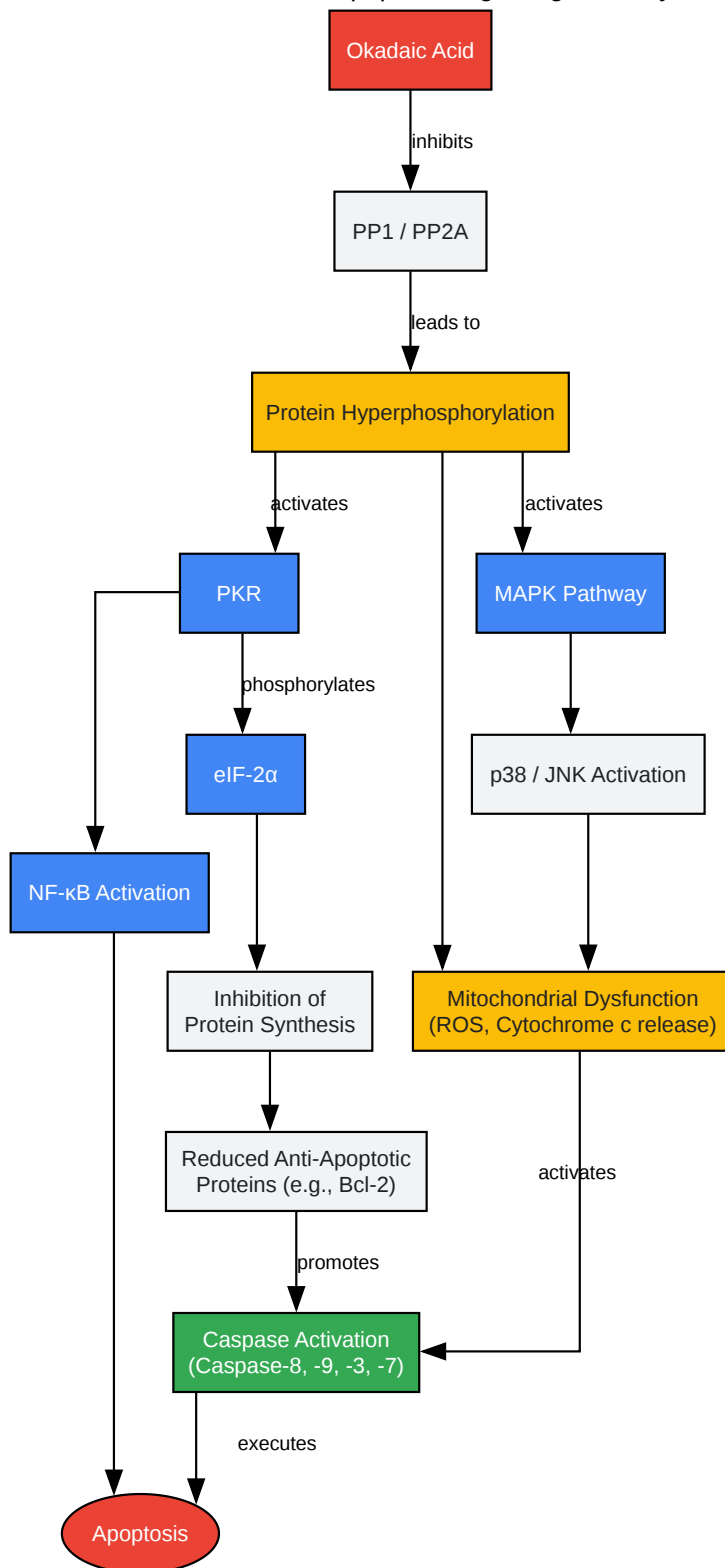 Okadaic Acid
inhibits
PP1 / PP2A
leads to
Protein Hyperphosphorylation
activates
activates
PKR
MAPK Pathway
phosphorylates
eIF-2α
p38 / JNK Activation
NF-κB Activation
Inhibition of
Protein Synthesis
Mitochondrial Dysfunction
(ROS, Cytochrome c release)
Reduced Anti-Apoptotic
Proteins (e.g., Bcl-2)
activates
promotes
Caspase Activation
(Caspase-8, -9, -3, -7)
executes
Apoptosis